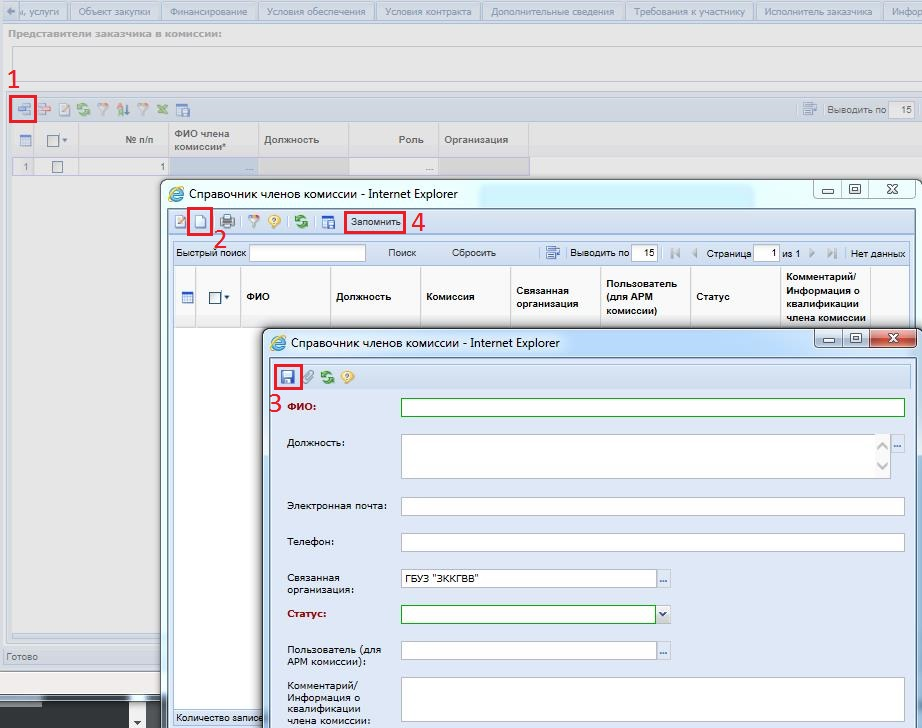 ы, услуги Объект закупки Финансирование Условия обеспечения Условия контракта Дополнительные сведения Требования к участнику Исполнитель заказчика Инфор
Представители заказчика в комиссии:
1
Выводить по 15
№ п/п ФИО члена Должность Роль Организация
комиссии*
1 1 ... ...
Справочник членов комиссии - Internet Explorer
Запомнить 4
2
Быстрый поиск Поиск Сбросить Выводить по 15 Страница 1 из 1 Нет данных
ФИО Должность Комиссия Связанная организация Пользователь (для АРМ комиссии) Статус Комментарий/ Информация о квалификации члена комиссии
Справочник членов комиссии - Internet Explorer
3
ФИО:
Должность: ...
Электронная почта:
Телефон:
Связанная ГБУЗ "ЗККГВВ" ...
организация:
Статус:
Пользователь (для ...
АРМ комиссии):
Готово
Комментарий/
Информация о
квалификации
члена комиссии:
Количество записе